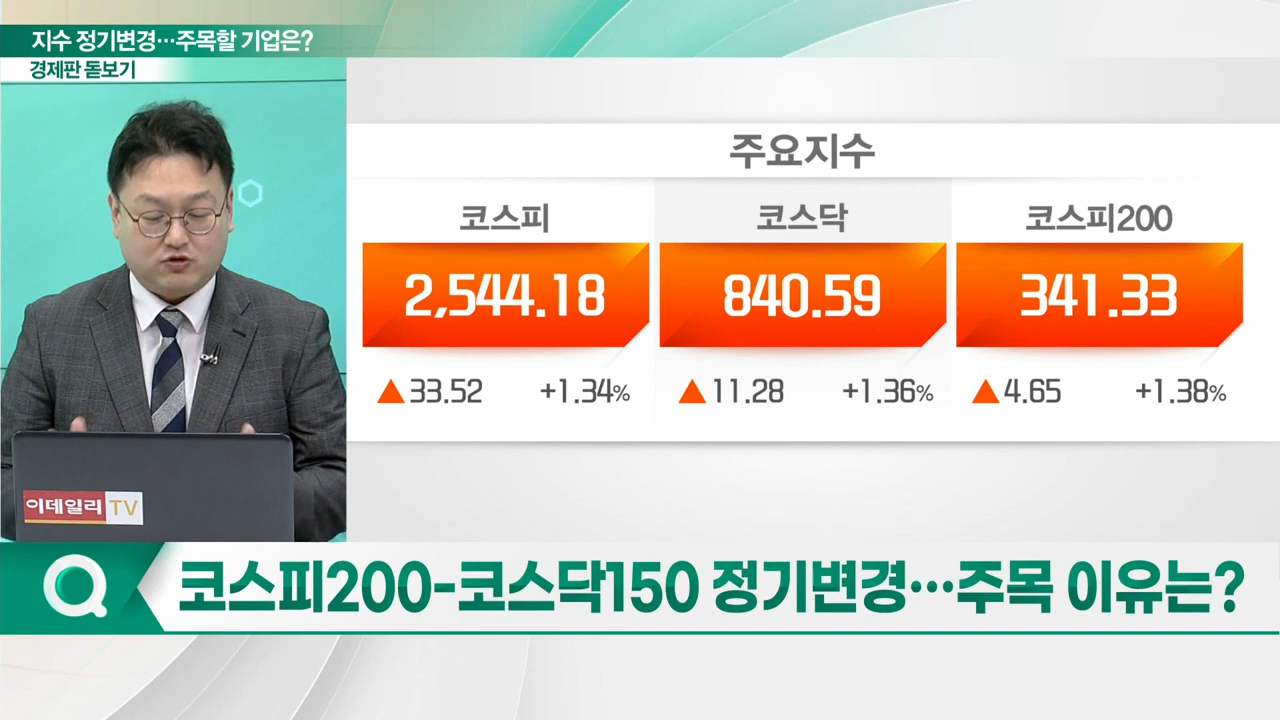 지수 정기변경…주목할 기업은?
경제판 돋보기
주요지수
코스피 코스닥 코스피200
2,544.18 840.59 341.33
▲33.52 +1.34% ▲11.28 +1.36% ▲4.65 +1.38%
이데일리 TV
코스피200-코스닥150 정기변경…주목 이유는?